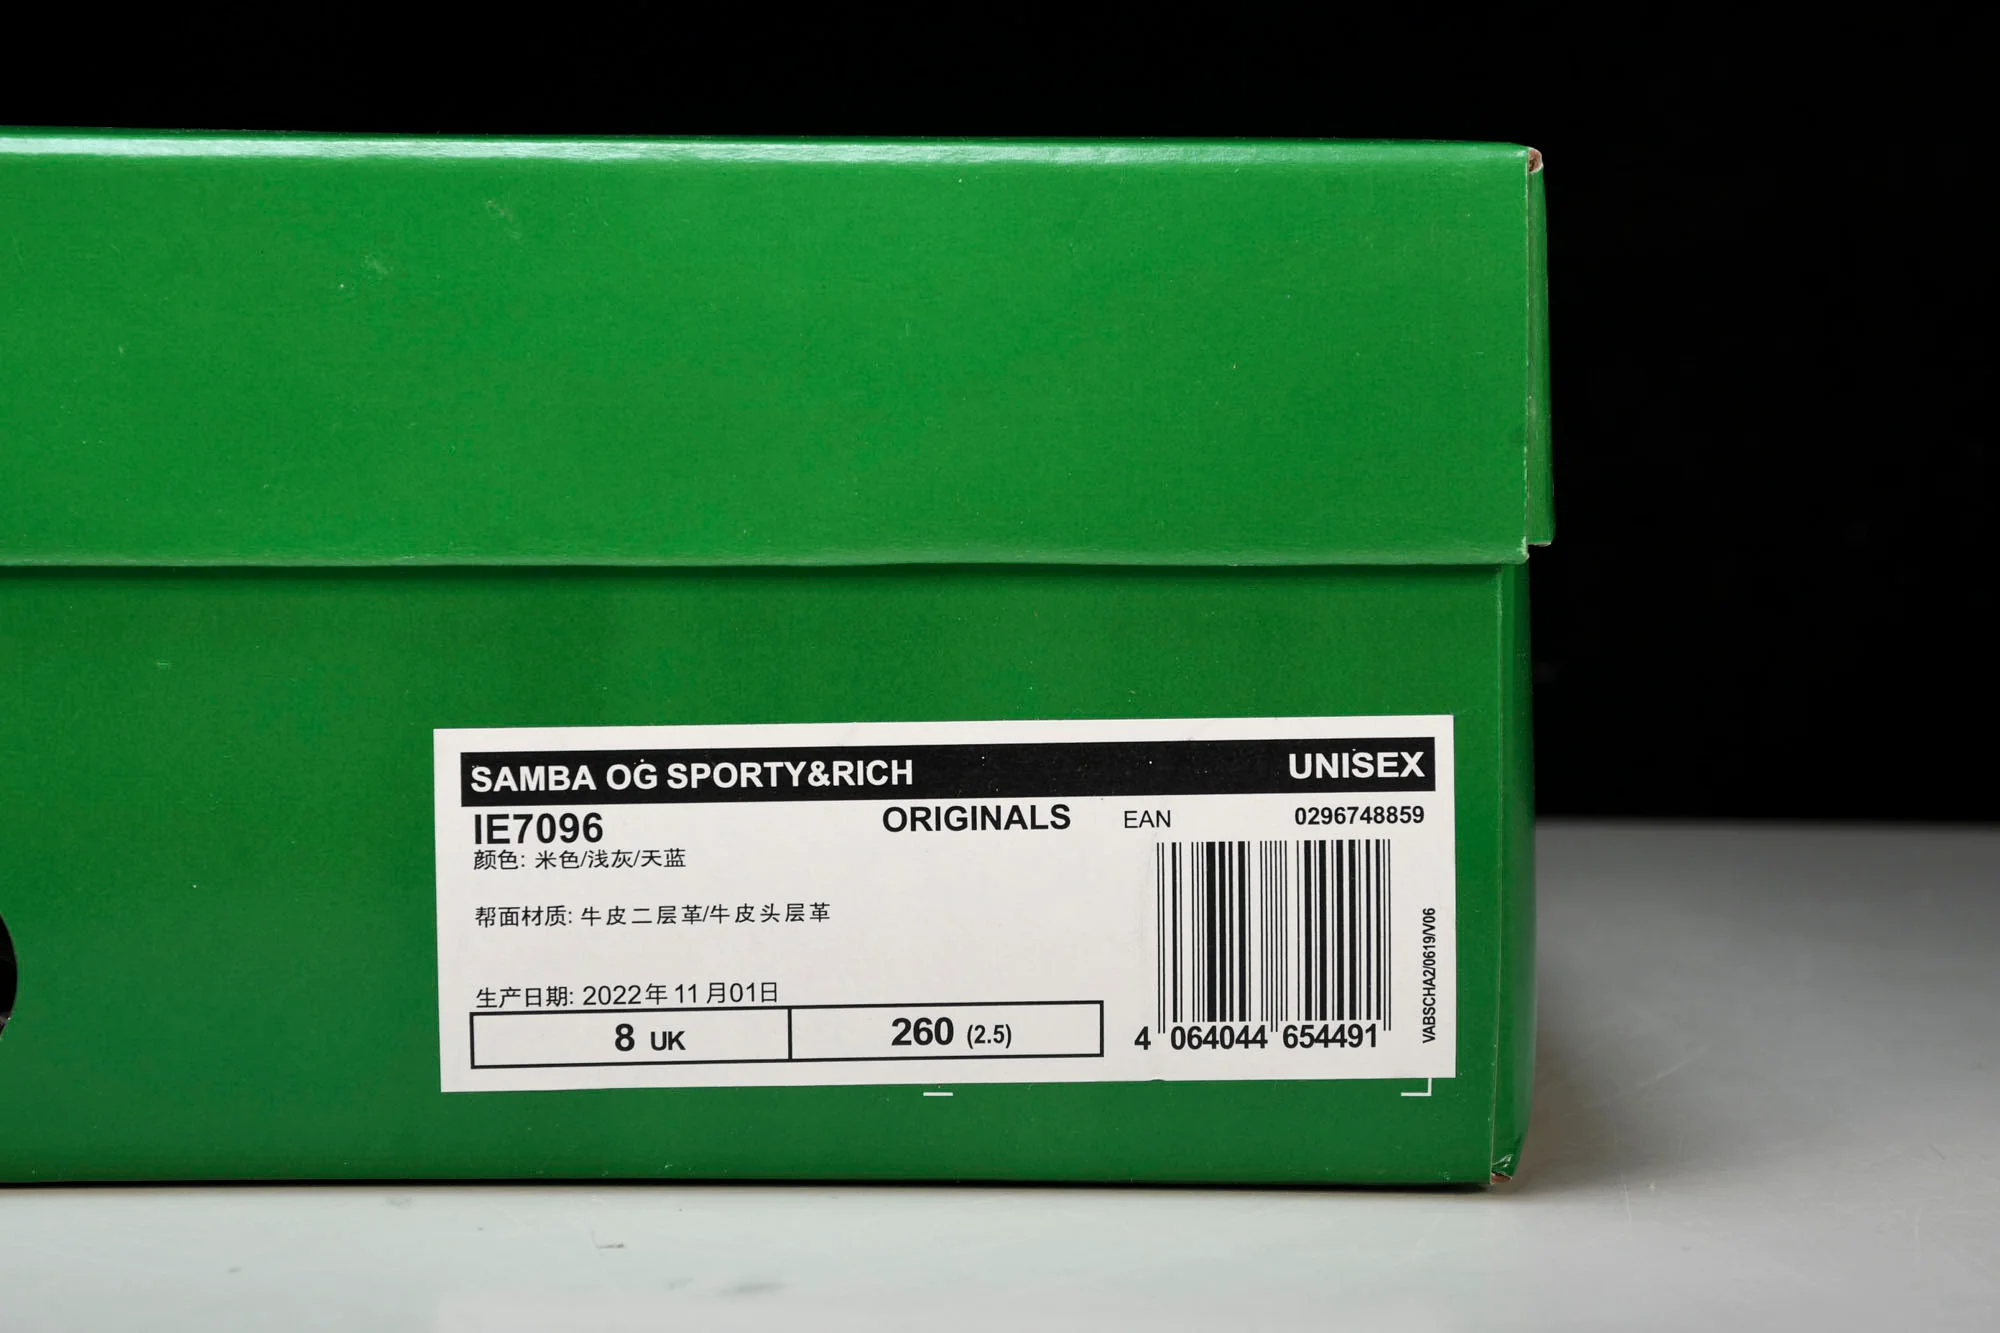 SAMBA OG SPORTY&RICH UNISEX
IE7096 ORIGINALS EAN 0296748859
颜色: 米色/浅灰/天蓝
帮面材质: 牛皮二层革/牛皮头层革
生产日期: 2022年11月01日
8 UK 260 (2.5)
4 064044 654491
VABSCHA2/0619/V06